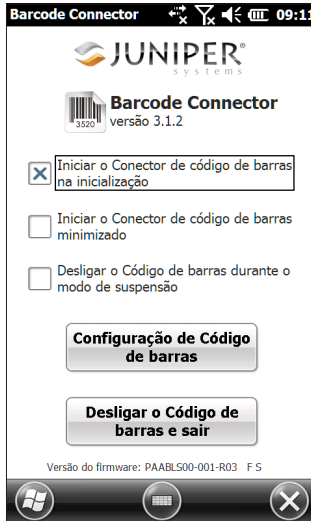 Barcode Connector 09:11
JUNIPER®
systems
3520
Barcode Connector
versão 3.1.2
Iniciar o Conector de código de barras
na inicialização
Iniciar o Conector de código de barras
minimizado
Desligar o Código de barras durante o
modo de suspensão
Configuração de Código
de barras
Desligar o Código de
barras e sair
Versão do firmware: PAABLS00-001-R03 F S